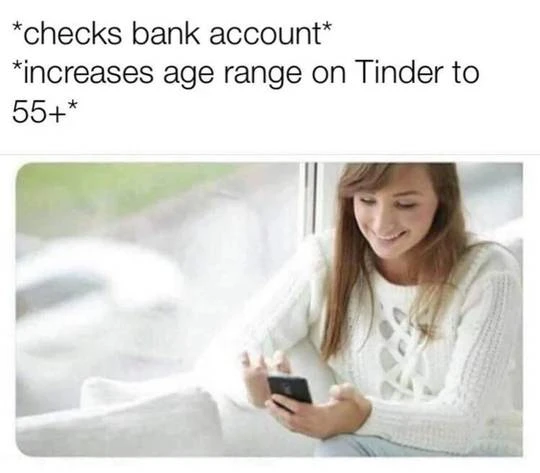 *checks bank account*
*increases age range on Tinder to
55+*